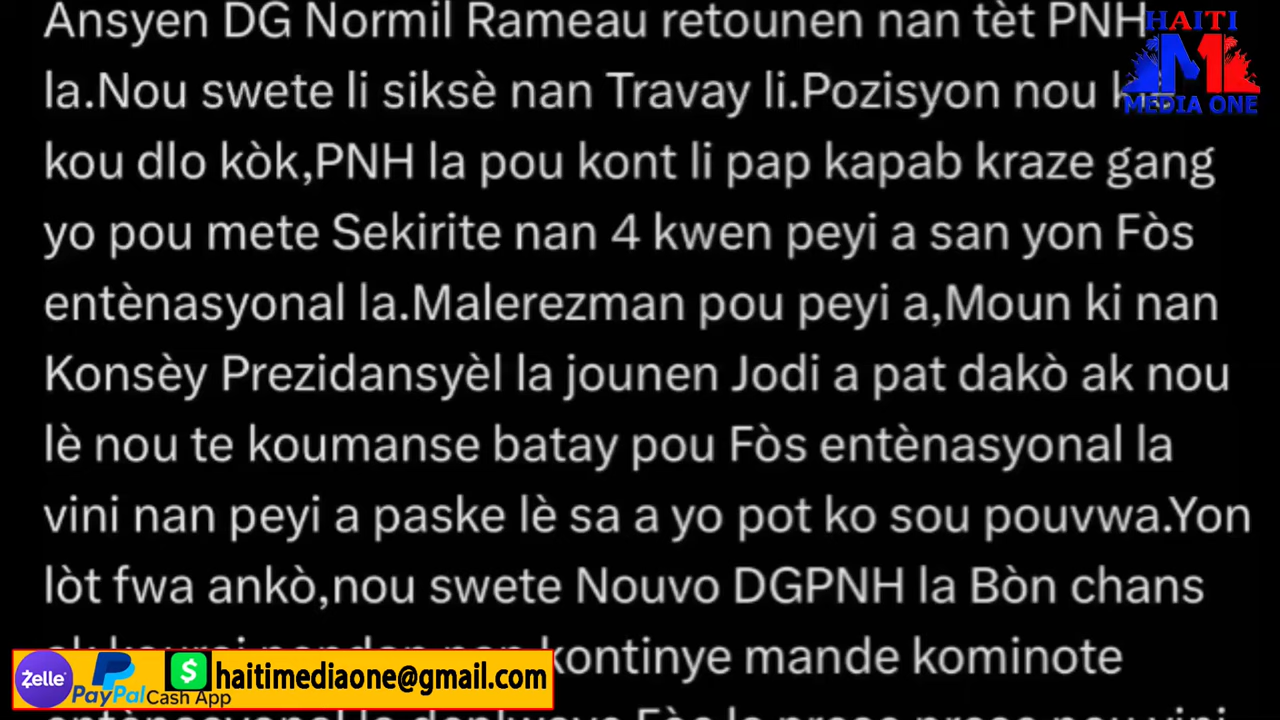 Ansyen DG Normil Rameau retounen nan tèt PNH
la.Nou swete li siksè nan Travay li.Pozisyon nou
kou dlo kòk,PNH la pou kont li pap kapab kraze gang
yo pou mete Sekirite nan 4 kwen peyi a san yon Fòs
entènasyonal la.Malerezman pou peyi a,Moun ki nan
Konsèy Prezidansyèl la jounen Jodi a pat dakò ak nou
lè nou te koumanse batay pou Fòs entènasyonal la
vini nan peyi a paske lè sa a yo pot ko sou pouvwa.Yon
lòt fwa ankò,nou swete Nouvo DGPNH la Bòn chans
kontinye mande kominote
HAITI
M1
MEDIA ONE
Zelle
PayPal
$
Cash App
haitimediaone@gmail.com